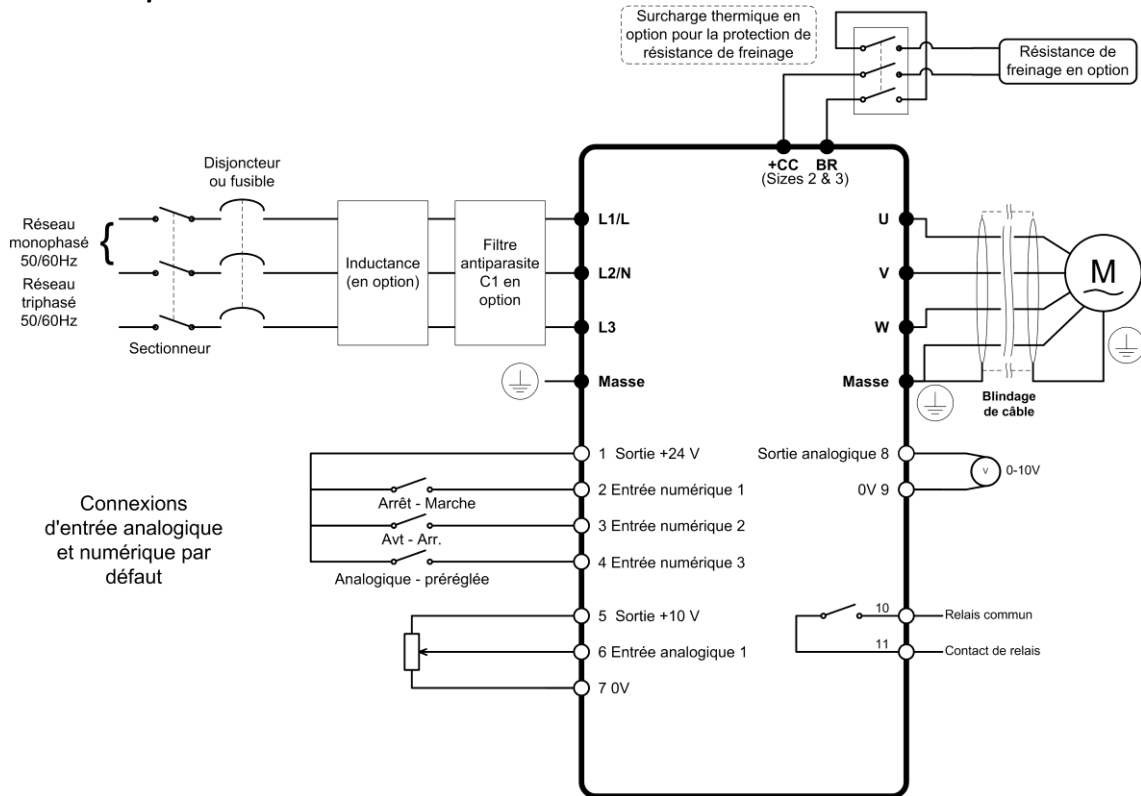 Surcharge thermique en
option pour la protection de
résistance de freinage
Résistance de
freinage en option
+CC BR
(Sizes 2 & 3)
Disjoncteur
ou fusible
Réseau
monophasé
50/60Hz
{
Réseau
triphasé
50/60Hz
Sectionneur
Inductance
(en option)
Filtre
antiparasite
C1 en
option
L1/L
L2/N
L3
Masse
U
V
W
Masse
M
Blindage
de câble
Connexions
d'entrée analogique
et numérique par
défaut
Arrêt - Marche
Avt - Arr.
Analogique - préréglée
1 Sortie +24 V
2 Entrée numérique 1
3 Entrée numérique 2
4 Entrée numérique 3
5 Sortie +10 V
6 Entrée analogique 1
7 0V
Sortie analogique 8
0V 9
V
0-10V
10 Relais commun
11 Contact de relais